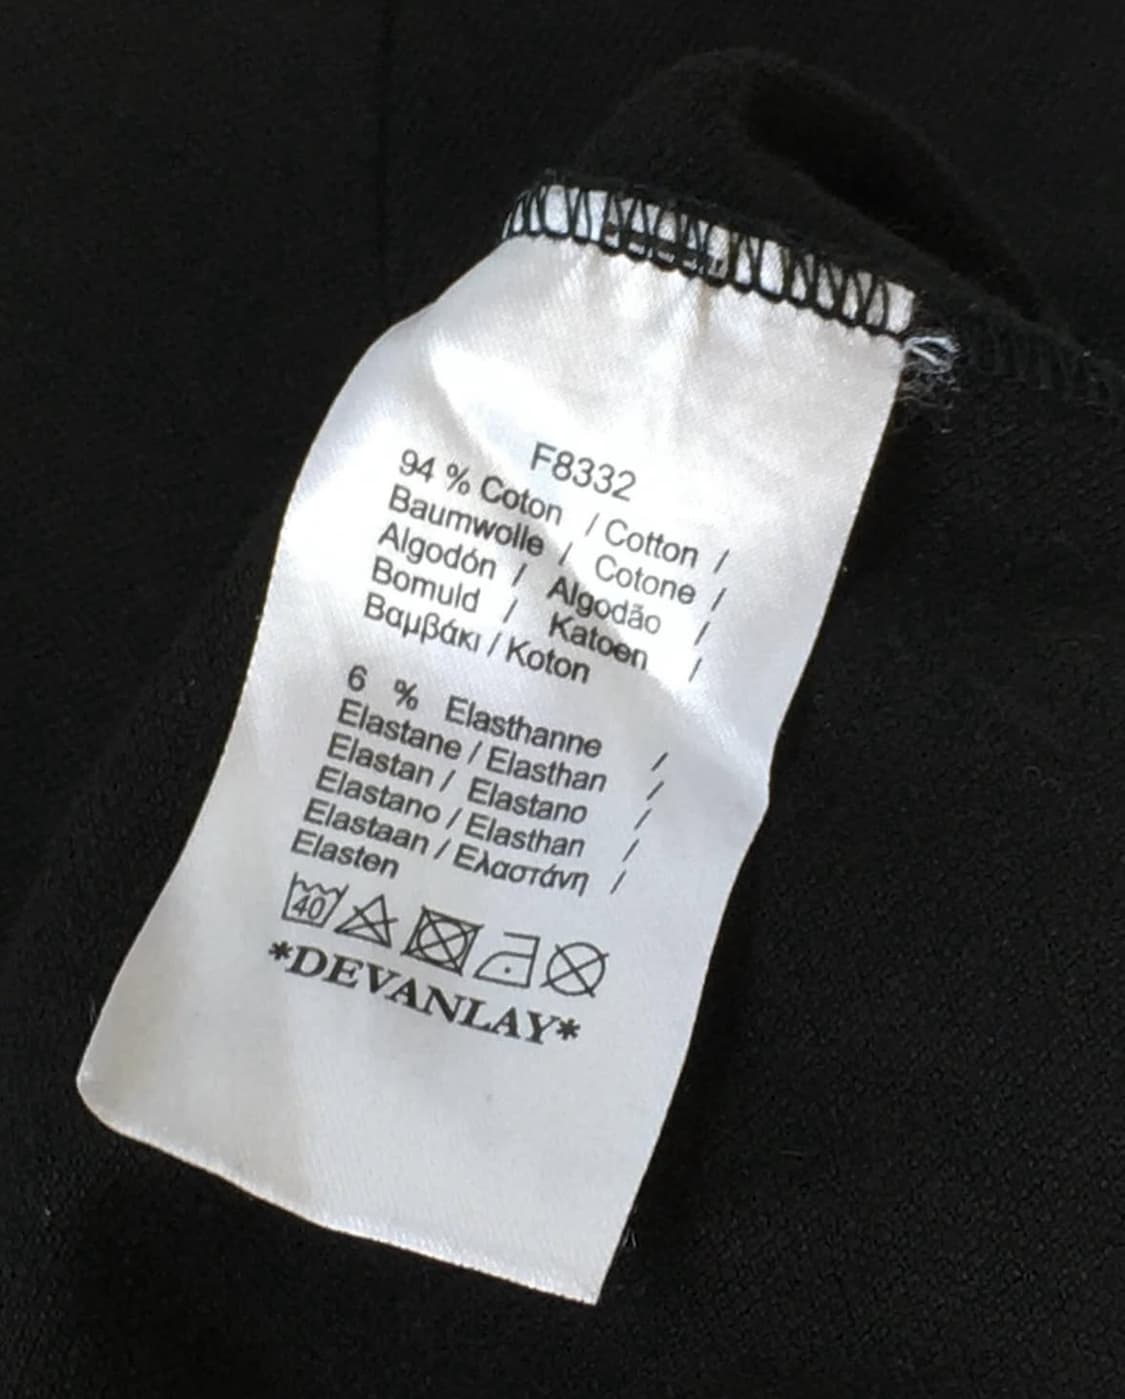 F8332
94 % Coton / Cotton /
Baumwolle / Cotone /
Algodón / Algodão /
Bomuld / Katoen /
Βαμβάκι / Koton
6 % Elasthanne /
Elastane / Elasthan /
Elastan / Elastano /
Elastano / Elasthan /
Elastaan / Ελαστάνη /
Elasten
40
*DEVANLAY*